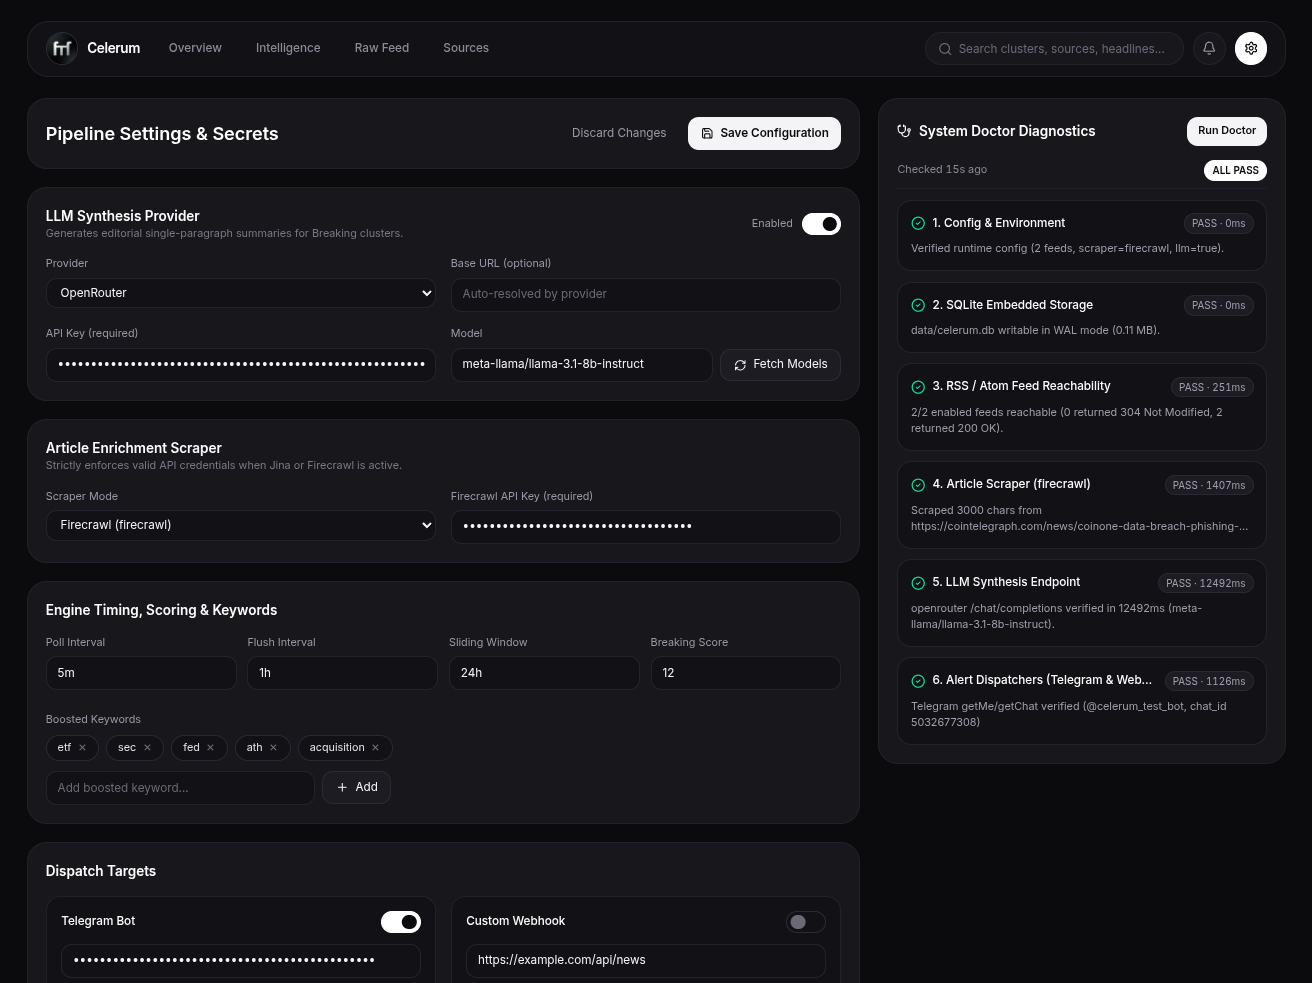 Celerum
Overview
Intelligence
Raw Feed
Sources
Search clusters, sources, headlines...
Pipeline Settings & Secrets
Discard Changes
Save Configuration
LLM Synthesis Provider
Generates editorial single-paragraph summaries for Breaking clusters.
Enabled
Provider
Base URL (optional)
OpenRouter
Auto-resolved by provider
API Key (required)
Model
••••••••••••••••••••••••••••••••••••••••••••••••••••••••
meta-llama/llama-3.1-8b-instruct
Fetch Models
Article Enrichment Scraper
Strictly enforces valid API credentials when Jina or Firecrawl is active.
Scraper Mode
Firecrawl API Key (required)
Firecrawl (firecrawl)
•••••••••••••••••••••••••••••••••••
Engine Timing, Scoring & Keywords
Poll Interval
Flush Interval
Sliding Window
Breaking Score
5m
1h
24h
12
Boosted Keywords
etf ×
sec ×
fed ×
ath ×
acquisition ×
Add boosted keyword...
+ Add
Dispatch Targets
Telegram Bot
••••••••••••••••••••••••••••••••••••••••••••••
Custom Webhook
https://example.com/api/news
System Doctor Diagnostics
Run Doctor
Checked 15s ago
ALL PASS
1. Config & Environment
PASS · 0ms
Verified runtime config (2 feeds, scraper=firecrawl, llm=true).
2. SQLite Embedded Storage
PASS · 0ms
data/celerum.db writable in WAL mode (0.11 MB).
3. RSS / Atom Feed Reachability
PASS · 251ms
2/2 enabled feeds reachable (0 returned 304 Not Modified, 2
returned 200 OK).
4. Article Scraper (firecrawl)
PASS · 1407ms
Scraped 3000 chars from
https://cointelegraph.com/news/coinone-data-breach-phishing-...
5. LLM Synthesis Endpoint
PASS · 12492ms
openrouter /chat/completions verified in 12492ms (meta-
llama/llama-3.1-8b-instruct).
6. Alert Dispatchers (Telegram & Web...
PASS · 1126ms
Telegram getMe/getChat verified (@celerum_test_bot, chat_id
5032677308)